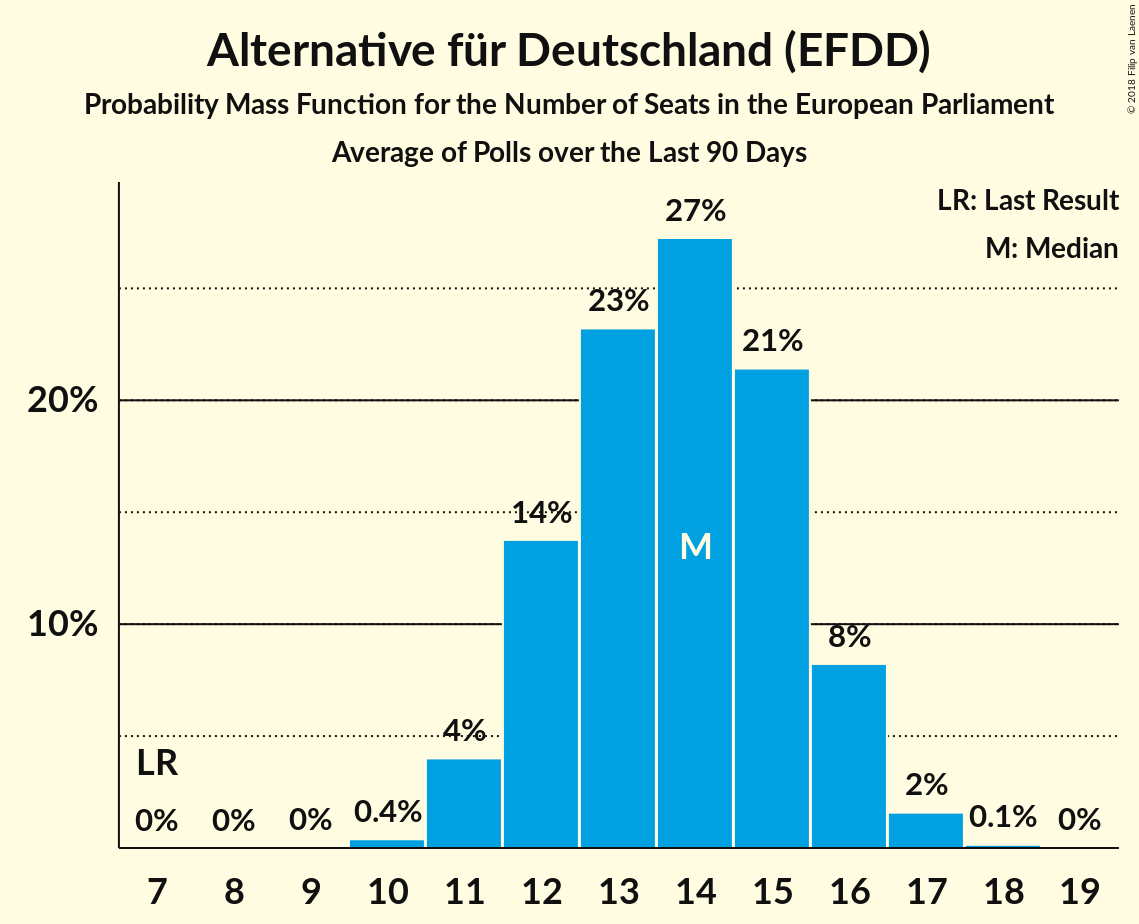 Alternative für Deutschland (EFDD)
Probability Mass Function for the Number of Seats in the European Parliament
Average of Polls over the Last 90 Days
© 2018 Filip van Laenen
LR: Last Result
M: Median
27%
23%
21%
20%
14%
M
10%
8%
4%
LR
2%
0% 0% 0% 0.4% 0.1% 0%
7 8 9 10 11 12 13 14 15 16 17 18 19